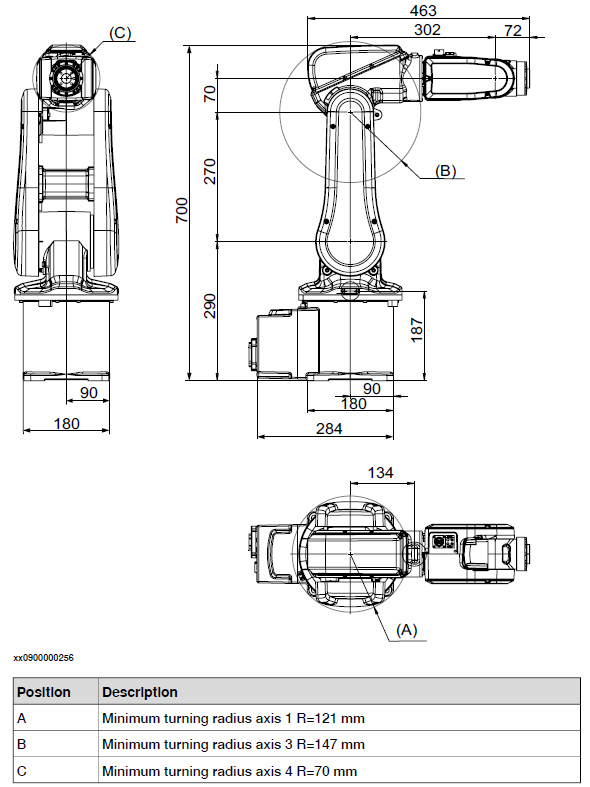 463
(C)
302
72
70
(B)
270
700
290
187
90
90
180
180
284
134
(A)
xx0900000256
Position Description
A Minimum turning radius axis 1 R=121 mm
B Minimum turning radius axis 3 R=147 mm
C Minimum turning radius axis 4 R=70 mm